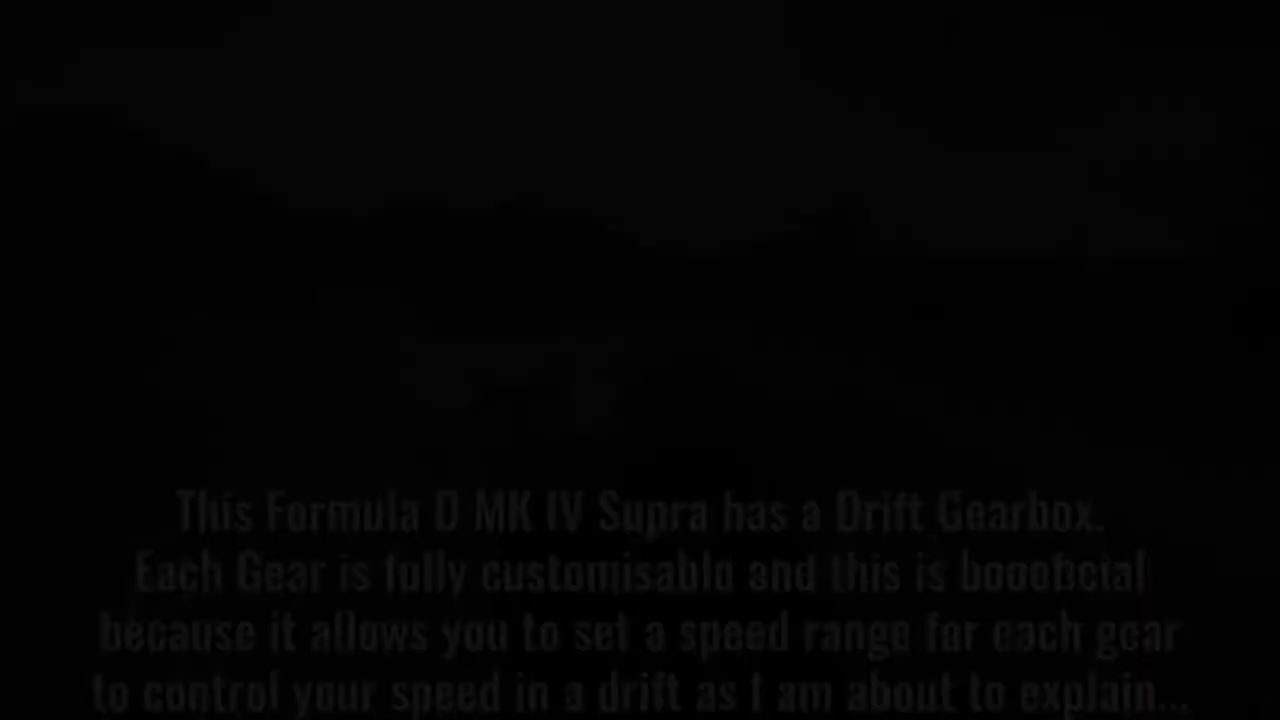 This Formula D MK IV Supra has a Drift Gearbox.
Each Gear is fully customisable and this is beneficial
because it allows you to set a speed range for each gear
to control your speed in a drift as I am about to explain...